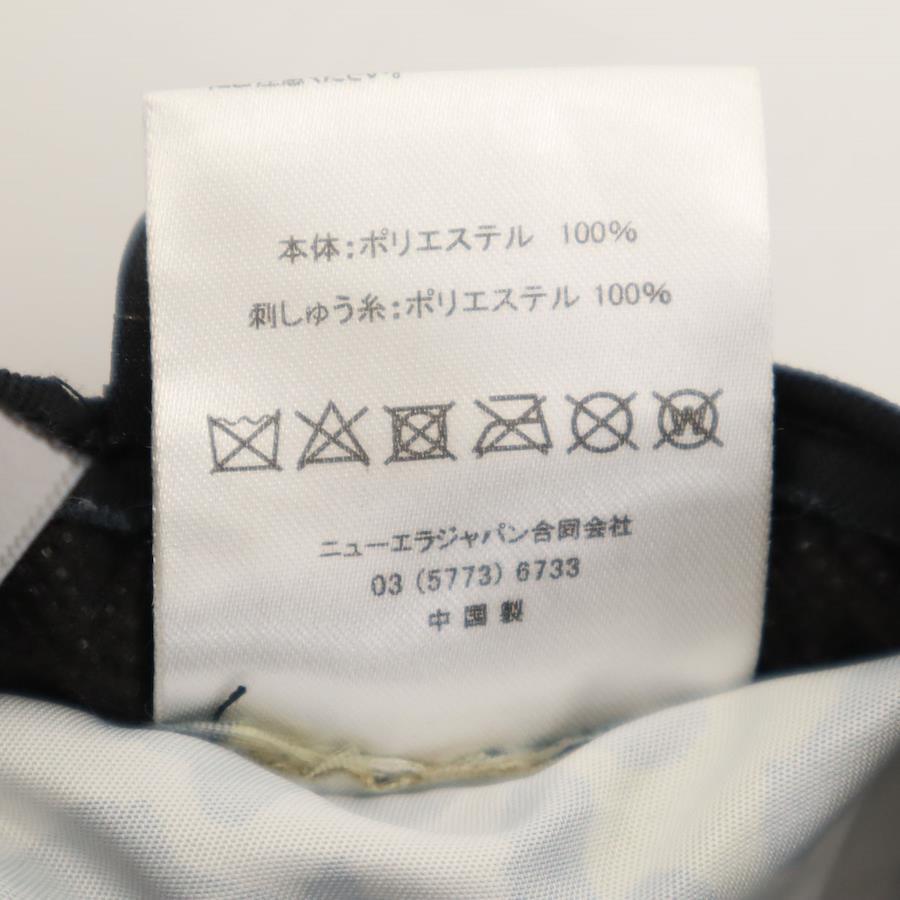 本体:ポリエステル 100%
刺しゅう糸:ポリエステル 100%
W
ニューエラジャパン合同会社
03 (5773) 6733
中国製